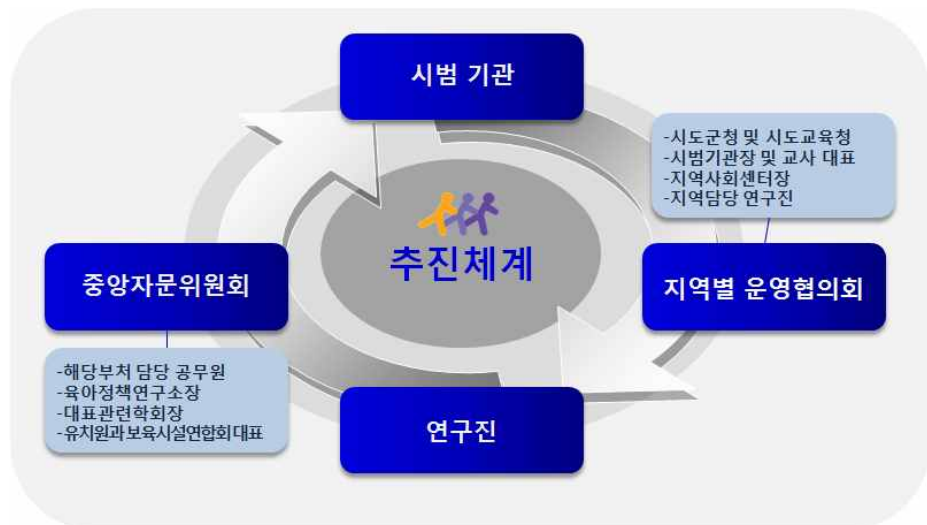 시범 기관
-시도군청 및 시도교육청
-시범기관장 및 교사 대표
-지역사회센터장
-지역담당 연구진
추진체계
중앙자문위원회
지역별 운영협의회
-해당부처 담당 공무원
-육아정책연구소장
-대표관련학회장
-유치원과 보육시설연합회 대표
연구진